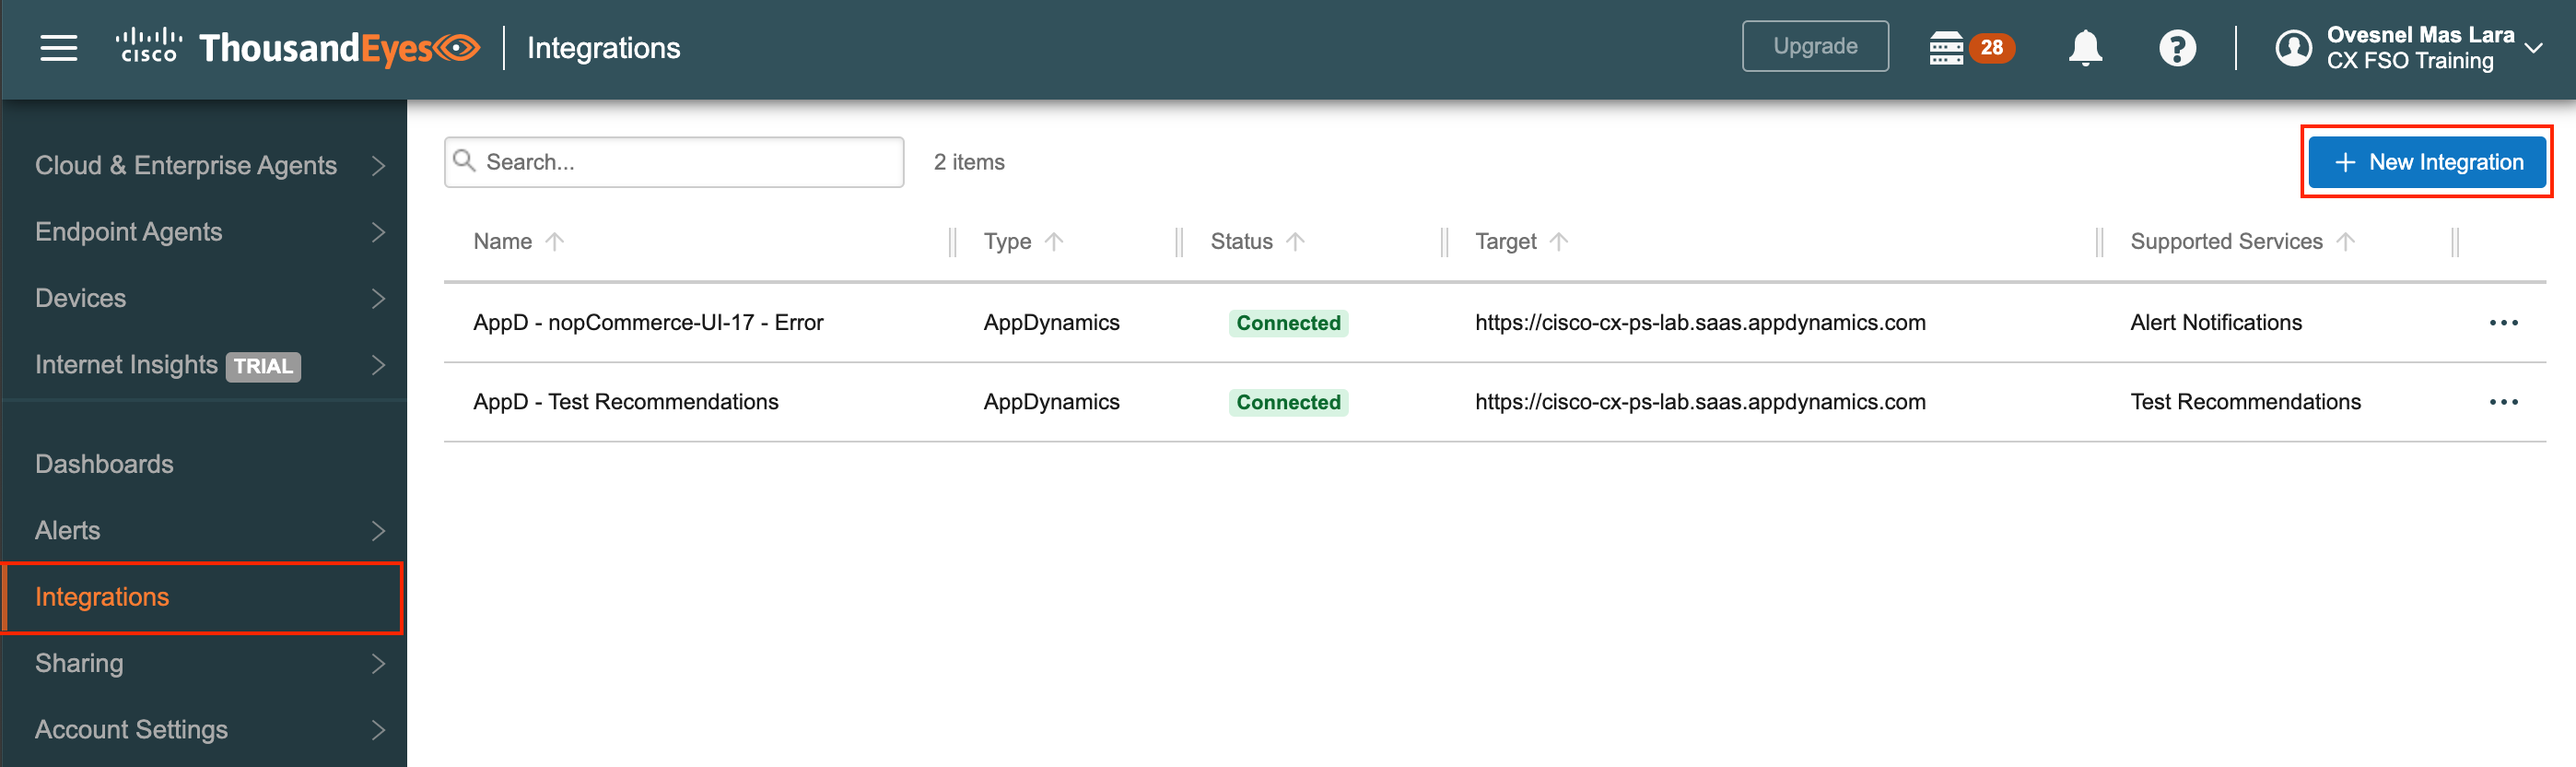 cisco ThousandEyes Integrations Upgrade 28 ? Ovesnel Mas Lara
CX FSO Training
Cloud & Enterprise Agents
Endpoint Agents
Devices
Internet Insights TRIAL
Dashboards
Alerts
Integrations
Sharing
Account Settings
Search... 2 items + New Integration
Name Type Status Target Supported Services
AppD - nopCommerce-UI-17 - Error AppDynamics Connected https://cisco-cx-ps-lab.saas.appdynamics.com Alert Notifications
AppD - Test Recommendations AppDynamics Connected https://cisco-cx-ps-lab.saas.appdynamics.com Test Recommendations